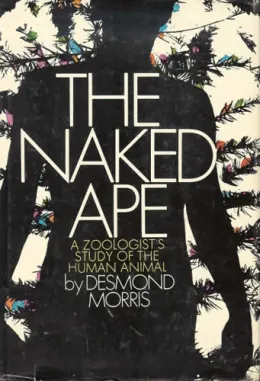 THE
NAKED
APE
A ZOOLOGIST'S
STUDY OF THE
HUMAN ANIMAL
by DESMOND
MORRIS